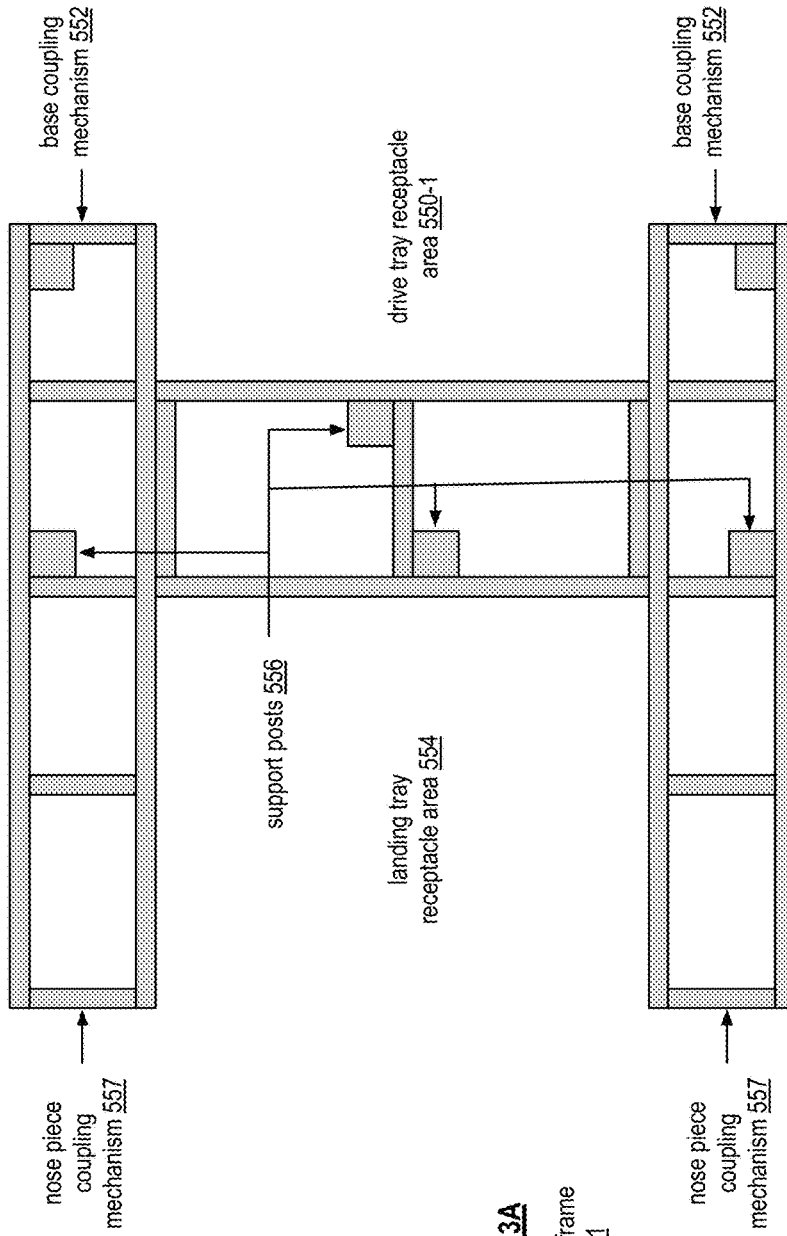 nose piece
coupling
mechanism 557
base coupling
mechanism 552
support posts 556
landing tray
receptacle area 554
drive tray receptacle
area 550-1
nose piece
coupling
mechanism 557
base coupling
mechanism 552
3A
frame
1